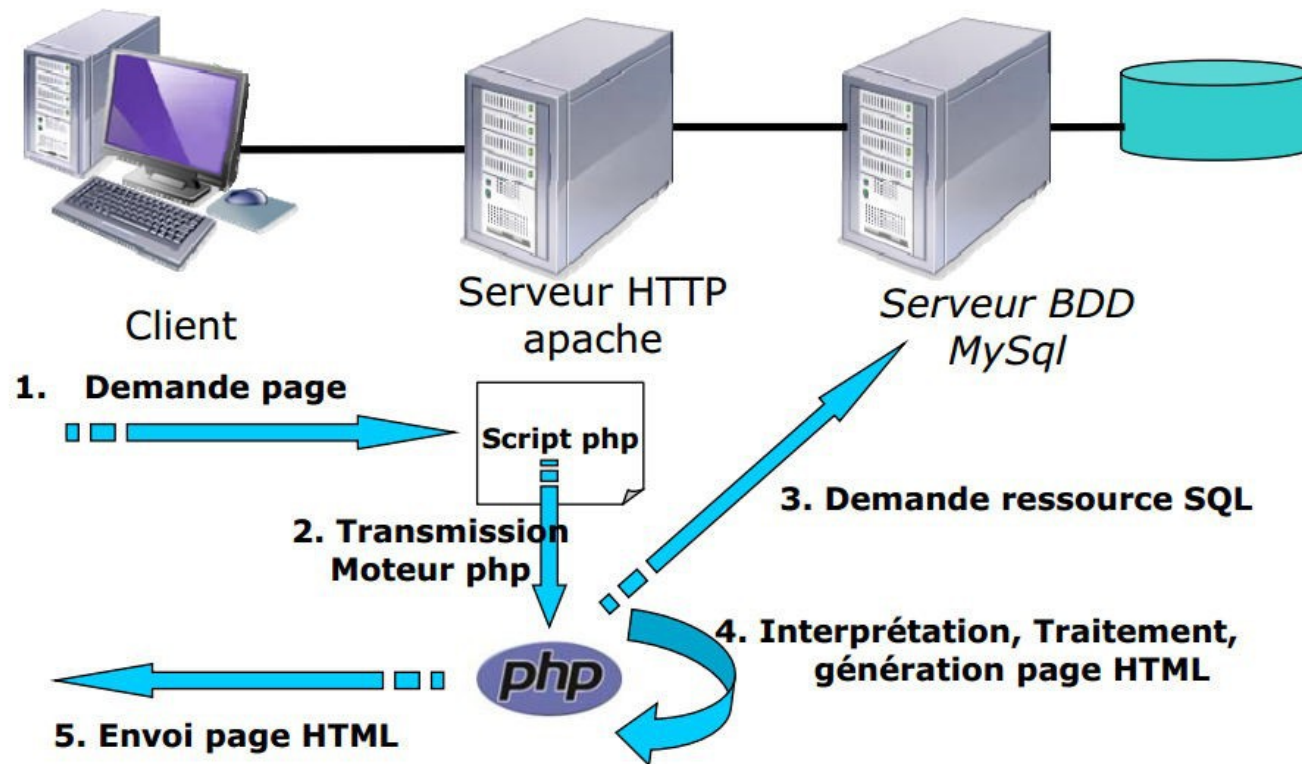 Client
Serveur HTTP
apache
Serveur BDD
MySql
1. Demande page
Script php
2. Transmission
Moteur php
3. Demande ressource SQL
php
4. Interprétation, Traitement,
génération page HTML
5. Envoi page HTML